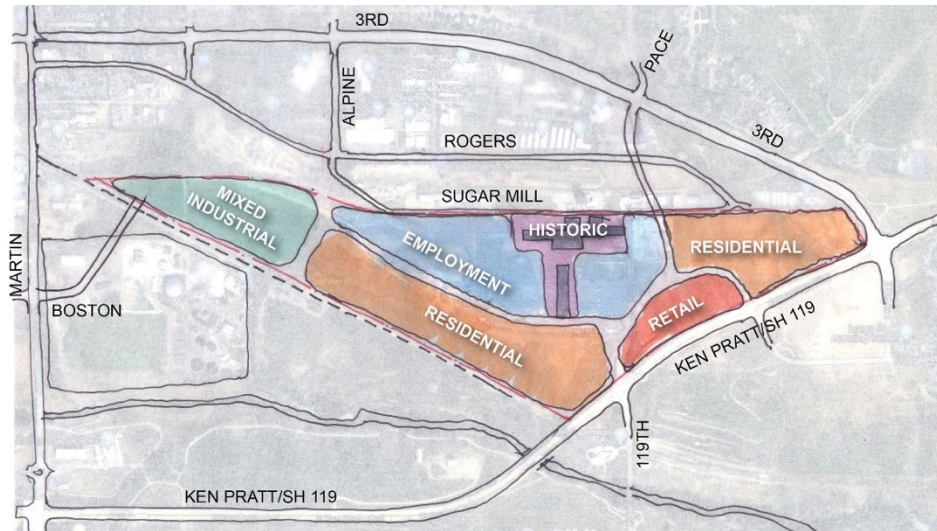 3RD
PACE
ALPINE
ROGERS
3RD
SUGAR MILL
MIXED
INDUSTRIAL
HISTORIC
EMPLOYMENT
RESIDENTIAL
MARTIN
BOSTON
RESIDENTIAL
RETAIL
KEN PRATT/SH 119
119TH
KEN PRATT/SH 119